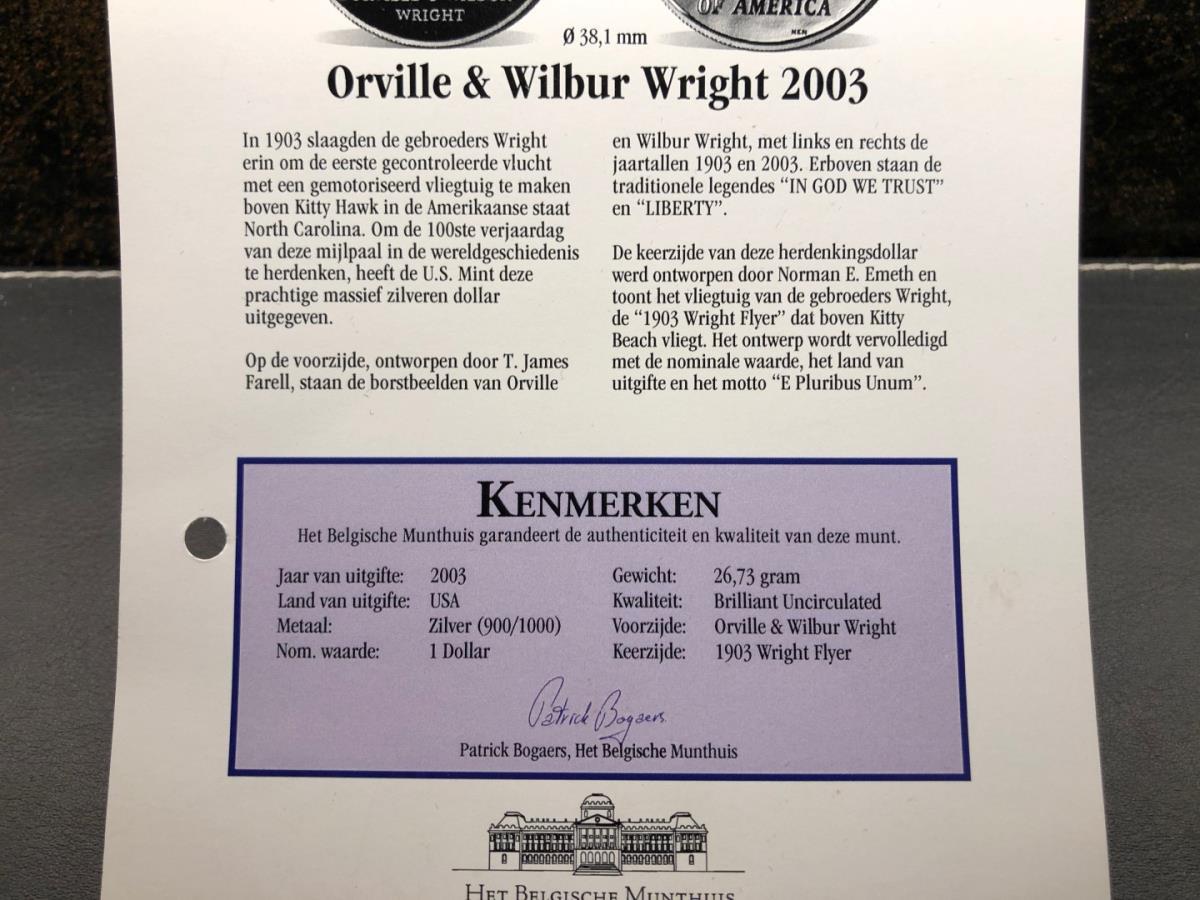 WRIGHT
OF AMERICA
Ø 38,1 mm
Orville & Wilbur Wright 2003
In 1903 slaagden de gebroeders Wright
erin om de eerste gecontroleerde vlucht
met een gemotoriseerd vliegtuig te maken
boven Kitty Hawk in de Amerikaanse staat
North Carolina. Om de 100ste verjaardag
van deze mijlpaal in de wereldgeschiedenis
te herdenken, heeft de U.S. Mint deze
prachtige massief zilveren dollar
uitgegeven.
Op de voorzijde, ontworpen door T. James
Farell, staan de borstbeelden van Orville
en Wilbur Wright, met links en rechts de
jaartallen 1903 en 2003. Erboven staan de
traditionele legendes “IN GOD WE TRUST”
en “LIBERTY”.
De keerzijde van deze herdenkingsdollar
werd ontworpen door Norman E. Emeth en
toont het vliegtuig van de gebroeders Wright,
de “1903 Wright Flyer” dat boven Kitty
Beach vliegt. Het ontwerp wordt vervolledigd
met de nominale waarde, het land van
uitgifte en het motto “E Pluribus Unum”.
KENMERKEN
Het Belgische Munthuis garandeert de authenticiteit en kwaliteit van deze munt.
Jaar van uitgifte: 2003
Land van uitgifte: USA
Metaal: Zilver (900/1000)
Nom. waarde: 1 Dollar
Gewicht: 26,73 gram
Kwaliteit: Brilliant Uncirculated
Voorzijde: Orville & Wilbur Wright
Keerzijde: 1903 Wright Flyer
Patrick Bogaers
Patrick Bogaers, Het Belgische Munthuis
HET BELGISCHE MUNTHUIS